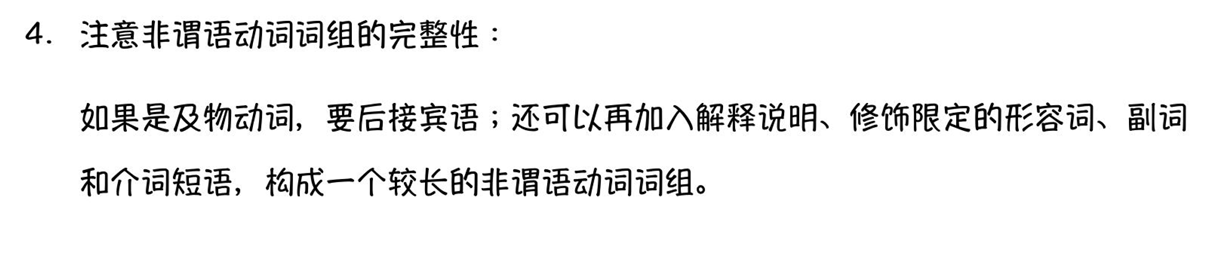 4. 注意非谓语动词词组的完整性：
如果是及物动词，要后接宾语；还可以再加入解释说明、修饰限定的形容词、副词
和介词短语，构成一个较长的非谓语动词词组。